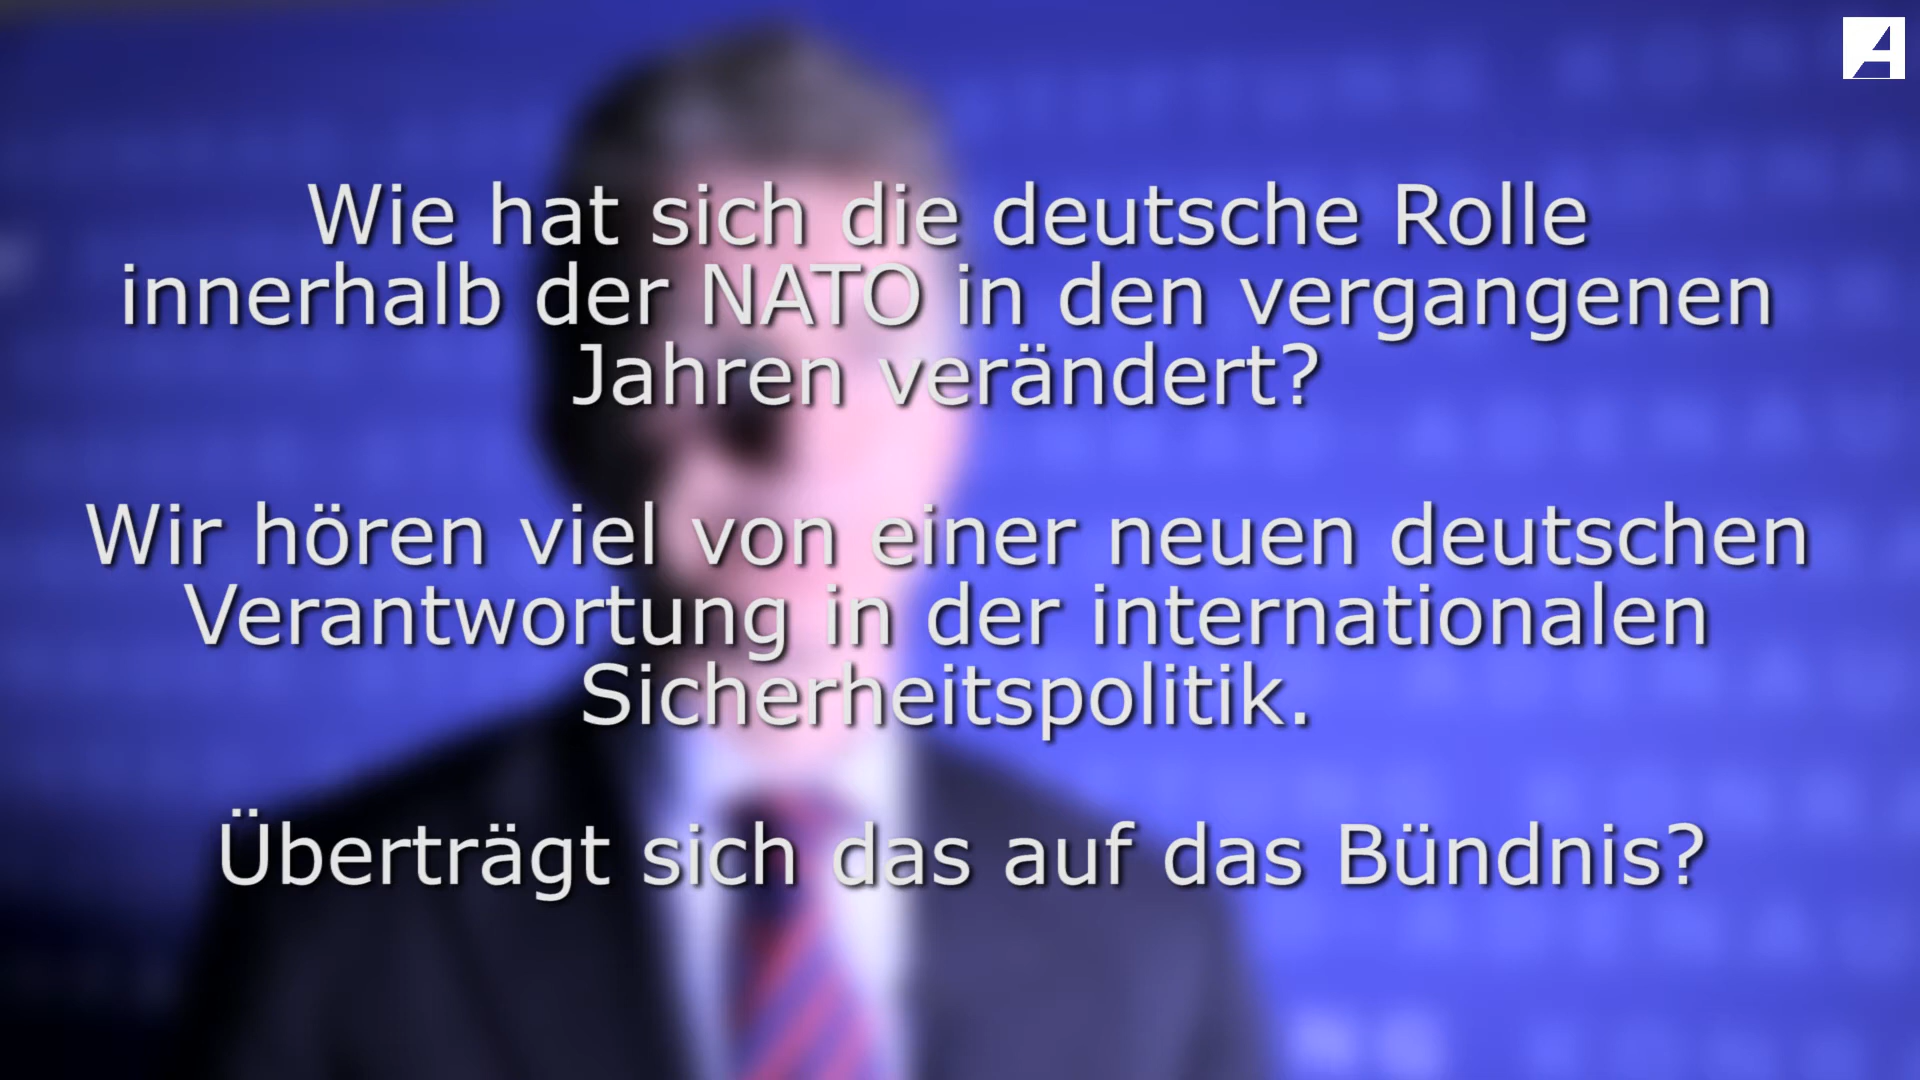 Wie hat sich die deutsche Rolle
innerhalb der NATO in den vergangenen
Jahren verändert?
Wir hören viel von einer neuen deutschen
Verantwortung in der internationalen
Sicherheitspolitik.
Überträgt sich das auf das Bündnis?